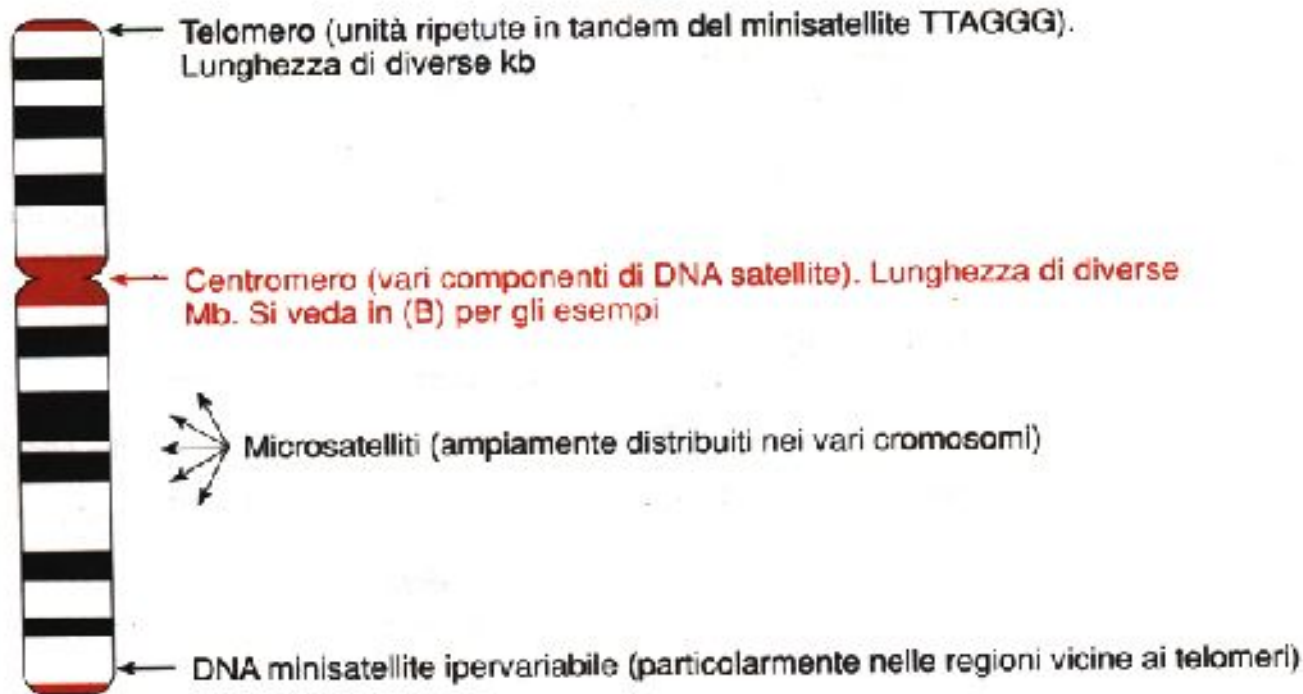 Telomero (unità ripetute in tandem del minisatellite TTAGGG).
Lunghezza di diverse kb
Centromero (vari componenti di DNA satellite). Lunghezza di diverse
Mb. Si veda in (B) per gli esempi
Microsatelliti (ampiamente distribuiti nei vari cromosomi)
DNA minisatellite ipervariabile (particolarmente nelle regioni vicine ai telomeri)